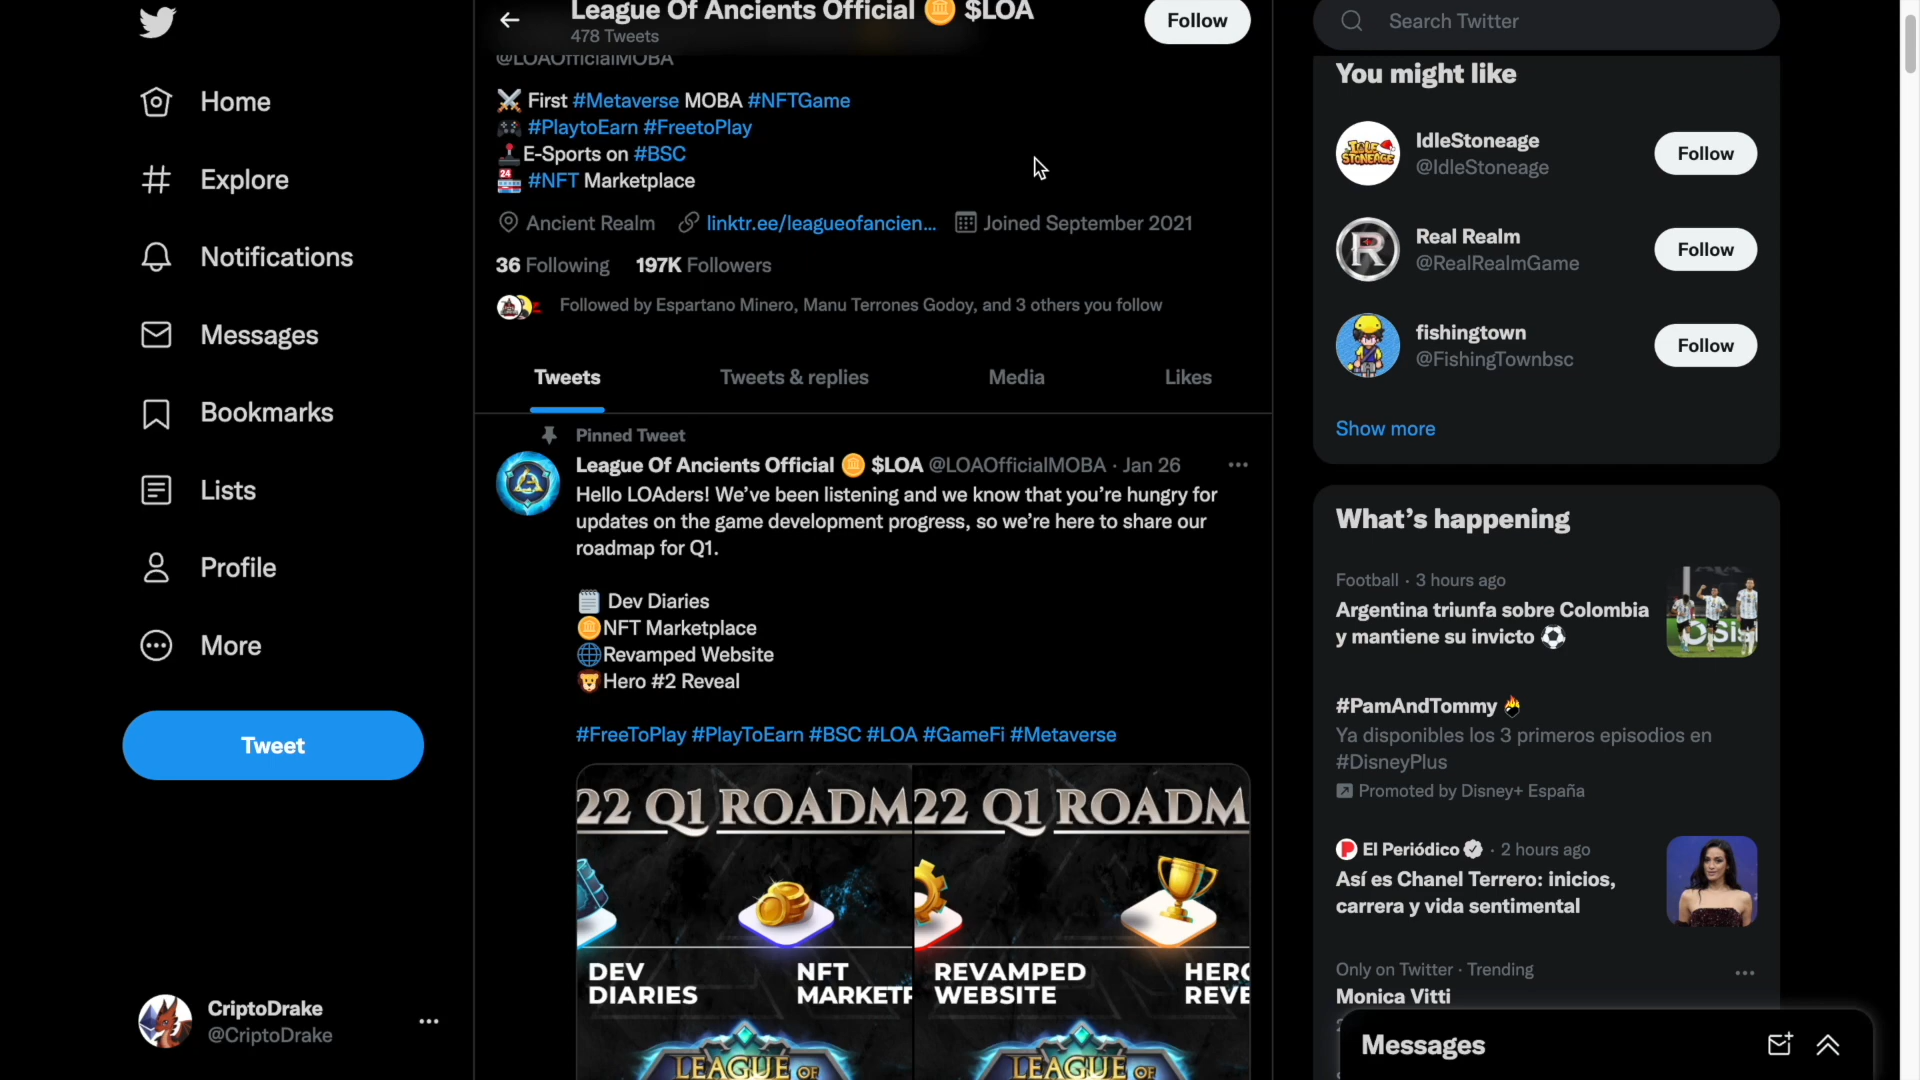 Home
Explore
Notifications
Messages
Bookmarks
Lists
Profile
More
Tweet
CriptoDrake
@CriptoDrake
League Of Ancients Official $LOA
478 Tweets
Follow
@LOAOfficialMOBA
First #Metaverse MOBA #NFTGame
#PlaytoEarn #FreetoPlay
E-Sports on #BSC
#NFT Marketplace
Ancient Realm linktr.ee/leagueofancien... Joined September 2021
36 Following 197K Followers
Followed by Espartano Minero, Manu Terrones Godoy, and 3 others you follow
Tweets Tweets & replies Media Likes
Pinned Tweet
League Of Ancients Official $LOA @LOAOfficialMOBA · Jan 26
Hello LOAders! We've been listening and we know that you're hungry for
updates on the game development progress, so we're here to share our
roadmap for Q1.
Dev Diaries
NFT Marketplace
Revamped Website
Hero #2 Reveal
#FreeToPlay #PlayToEarn #BSC #LOA #GameFi #Metaverse
22 Q1 ROADM
DEV
DIARIES
NFT
MARKETP
LEAGUE OF
22 Q1 ROADM
REVAMPED
WEBSITE
HERO
REVE
LEAGUE OF
Search Twitter
You might like
IdleStoneage
@IdleStoneage
Follow
Real Realm
@RealRealmGame
Follow
fishingtown
@FishingTownbsc
Follow
Show more
What's happening
Football · 3 hours ago
Argentina triunfa sobre Colombia
y mantiene su invicto
#PamAndTommy
Ya disponibles los 3 primeros episodios en
#DisneyPlus
Promoted by Disney+ España
El Periódico · 2 hours ago
Así es Chanel Terrero: inicios,
carrera y vida sentimental
Only on Twitter · Trending
Monica Vitti
Messages